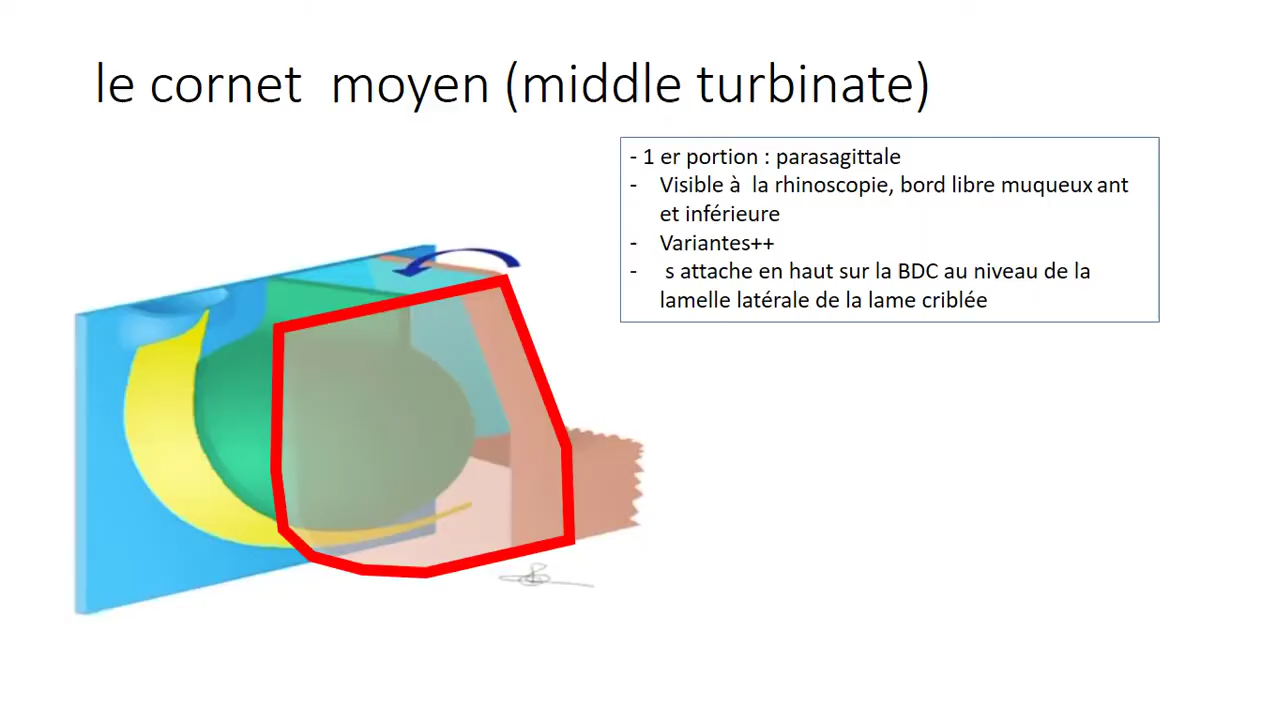 le cornet  moyen (middle turbinate)
- 1 er portion : parasagittale
-   Visible à  la rhinoscopie, bord libre muqueux ant
et inférieure
-   Variantes++
-    s attache en haut sur la BDC au niveau de la
lamelle latérale de la lame criblée